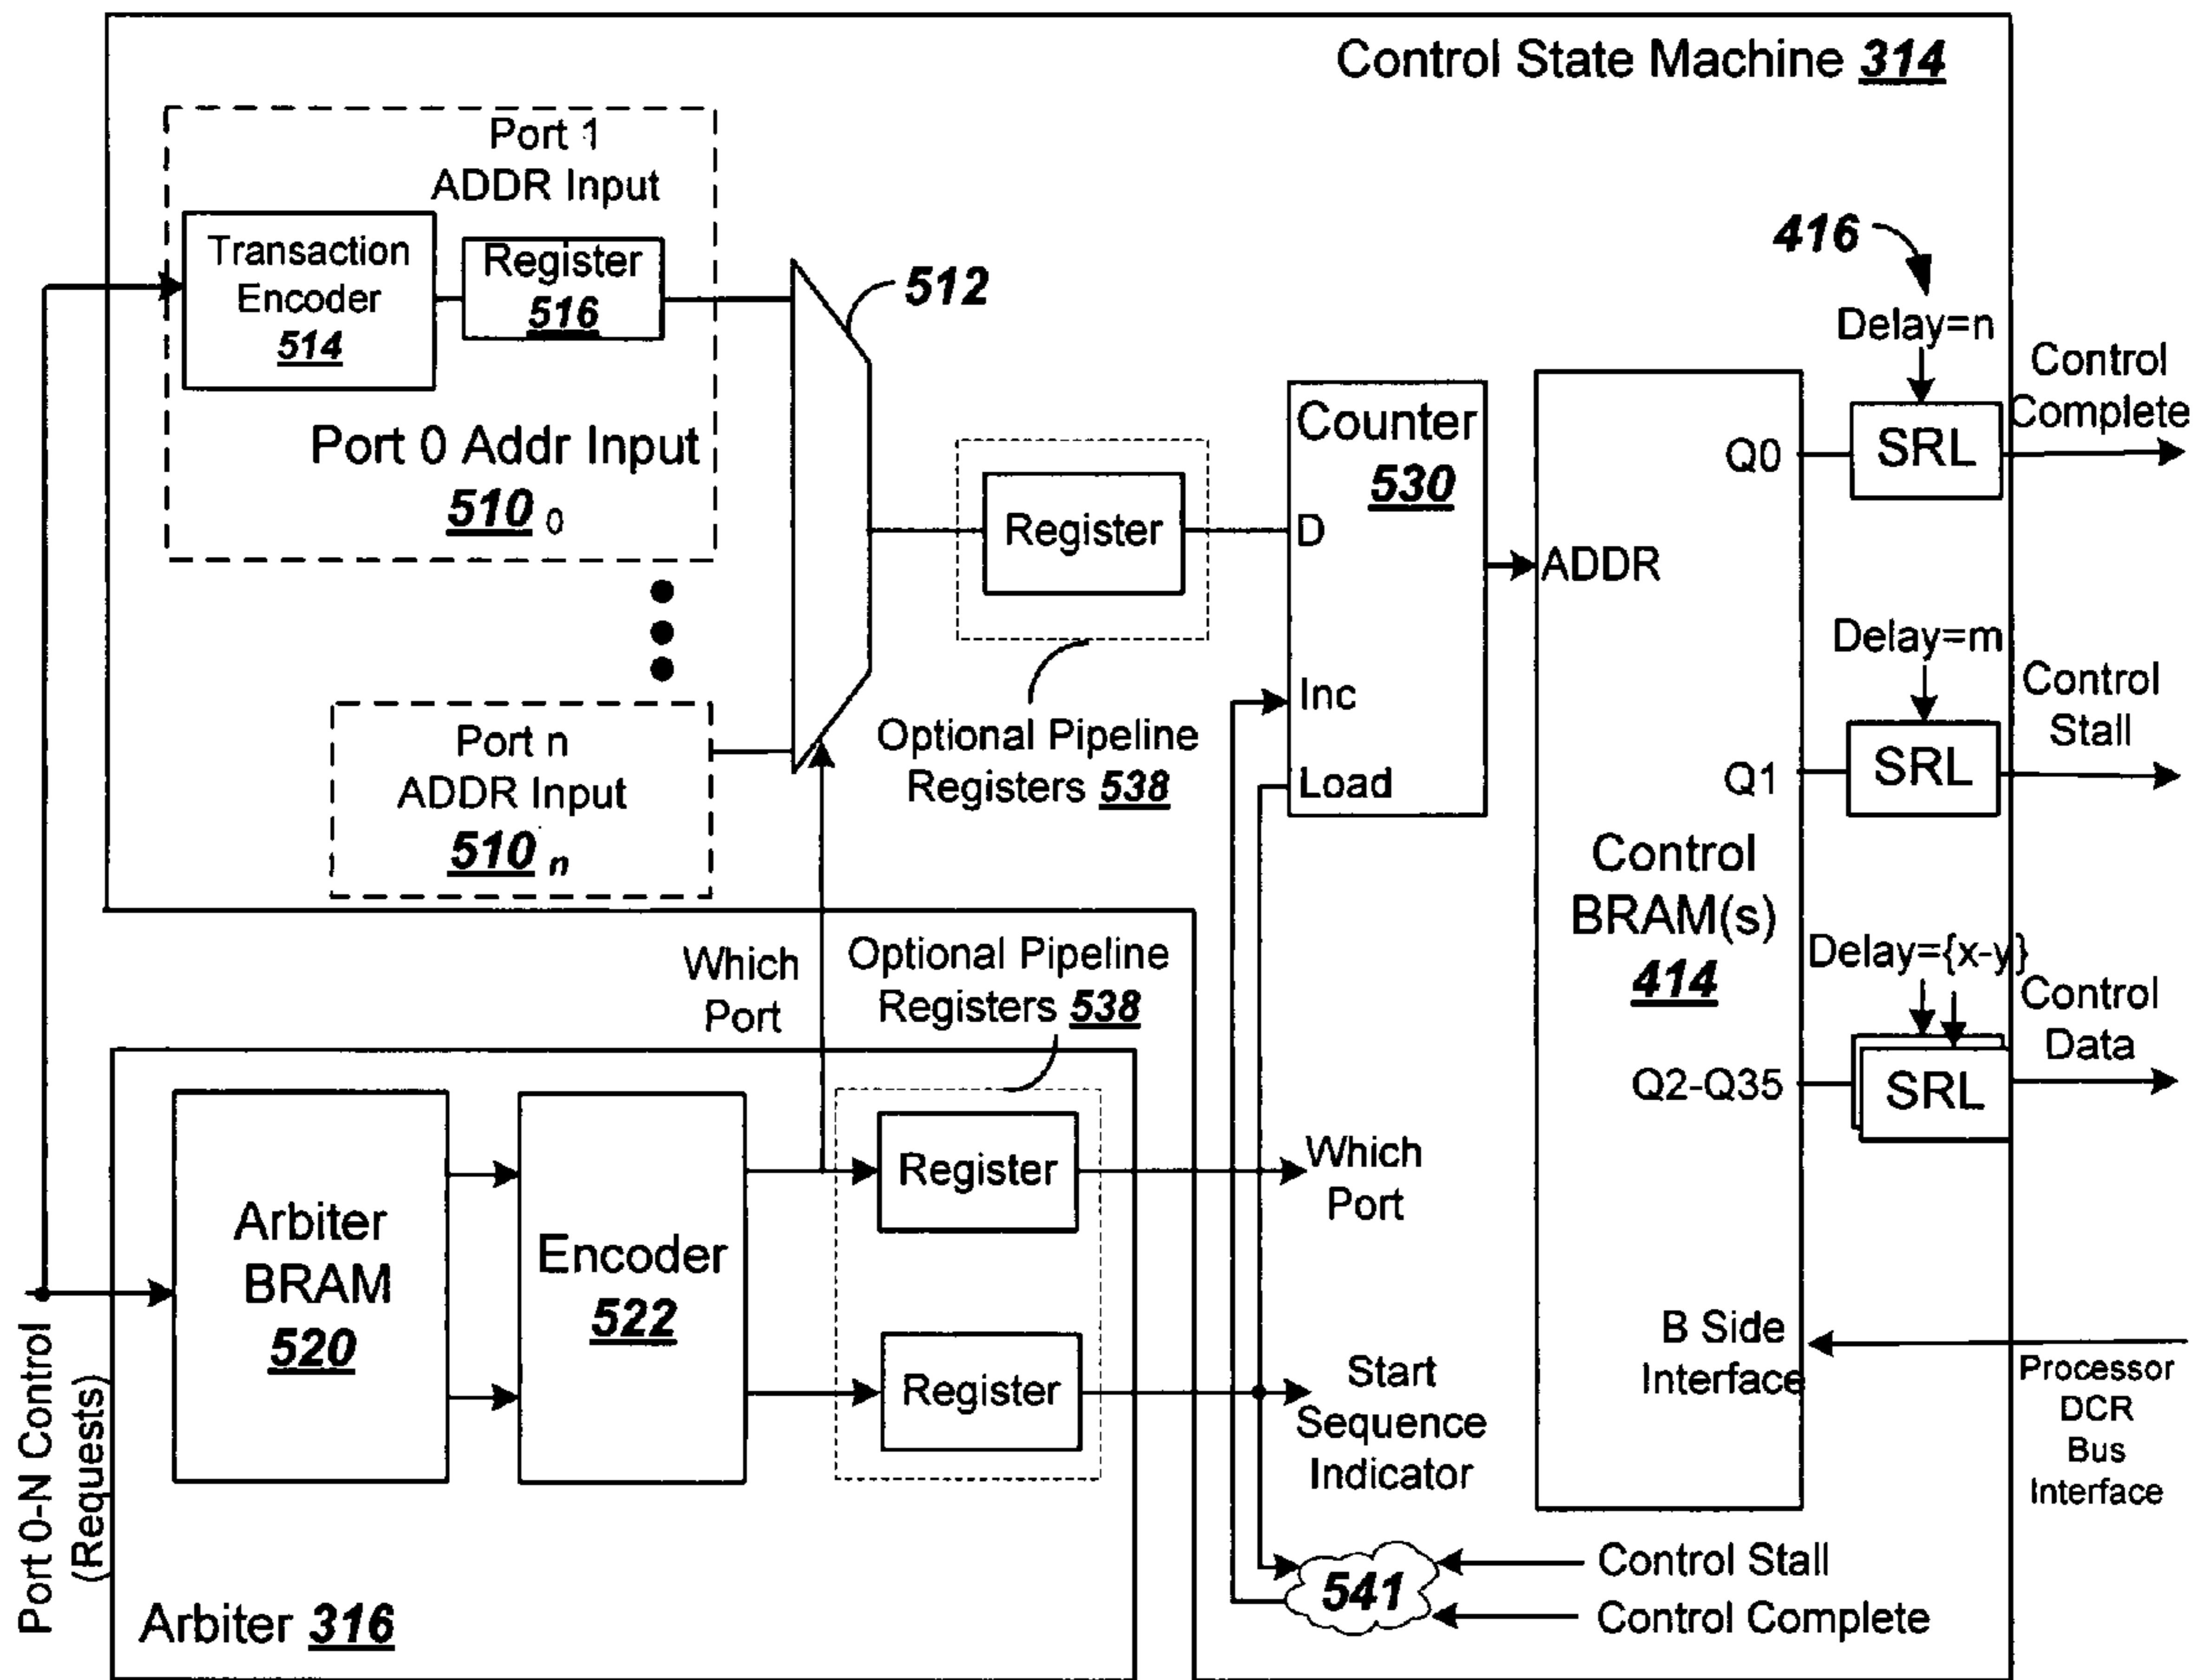 Control State Machine 314
Port 1
ADDR Input
Transaction
Encoder
514
Register
516
Port 0 Addr Input
510 0
512
416
Delay=n
Control
Complete
SRL
Q0
Counter
530
D
Inc
Load
Register
Optional Pipeline
Registers 538
ADDR
Delay=m
Control
Stall
SRL
Q1
Port n
ADDR Input
510 n
Control
BRAM(s)
414
Delay={x-y}
Control
Data
SRL
Q2-Q35
Which
Port
Optional Pipeline
Registers 538
Arbiter
BRAM
520
Encoder
522
Register
Register
Which
Port
Start
Sequence
Indicator
B Side
Interface
Processor
DCR
Bus
Interface
Port 0-N Control
(Requests)
541
Control Stall
Control Complete
Arbiter 316